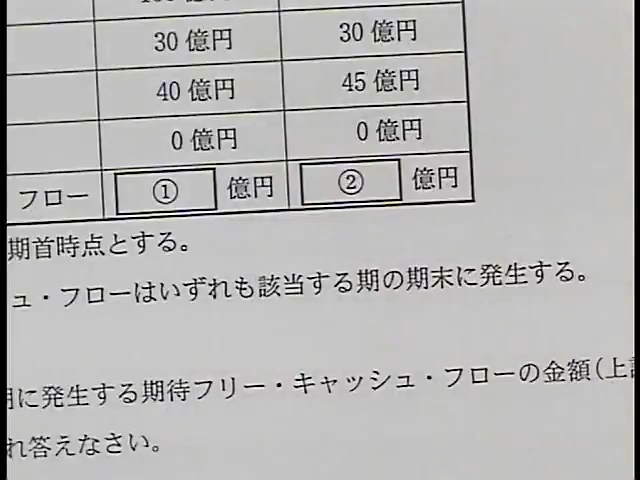 30 億円 30 億円
40 億円 45 億円
0 億円 0 億円
フロー ① 億円 ② 億円
期首時点とする。
ュ・フローはいずれも該当する期の期末に発生する。
に発生する期待フリー・キャッシュ・フローの金額(上
れ答えなさい。